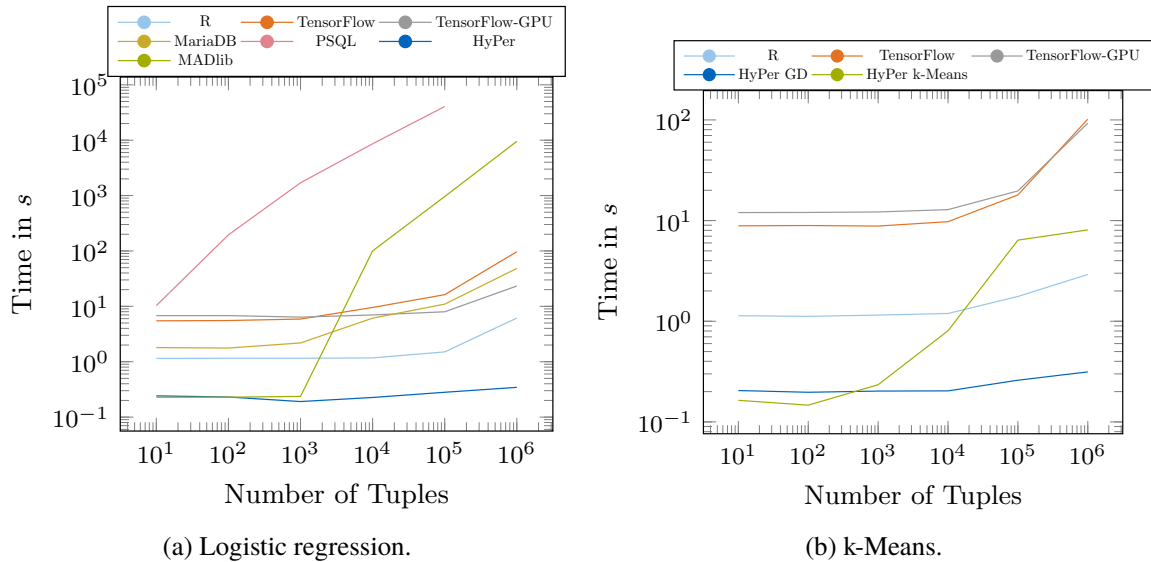 R TensorFlow TensorFlow-GPU
MariaDB PSQL HyPer
MADlib
10^5
10^4
10^3
10^2
10^1
10^0
10^−1
Time in s
10^1 10^2 10^3 10^4 10^5 10^6
Number of Tuples
(a) Logistic regression.
R TensorFlow TensorFlow-GPU
HyPer GD HyPer k-Means
10^2
10^1
10^0
10^−1
Time in s
10^1 10^2 10^3 10^4 10^5 10^6
Number of Tuples
(b) k-Means.